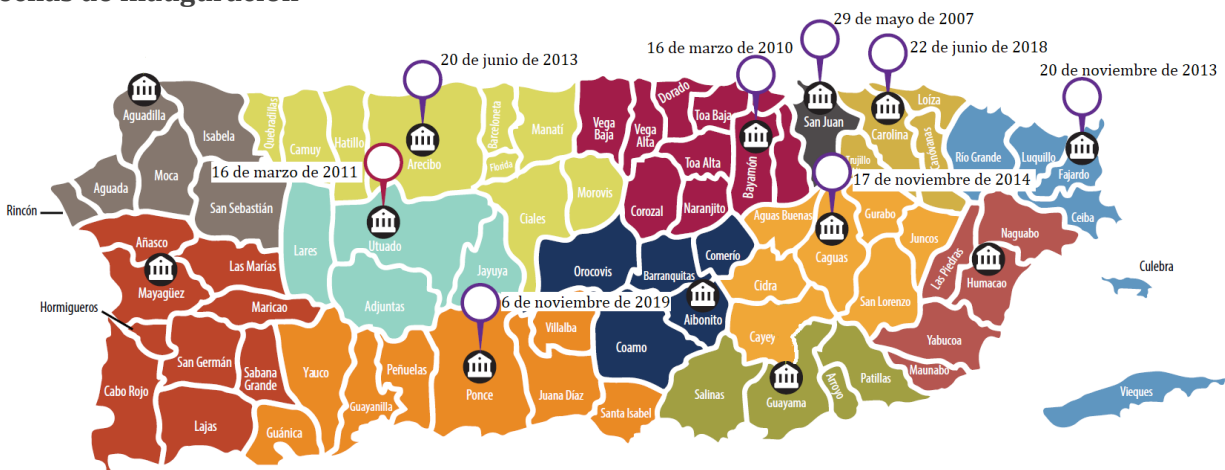 de inauguración
29 de mayo de 2007
16 de marzo de 2010
22 de junio de 2018
20 de junio de 2013
20 de noviembre de 2013
Aguadilla
Isabela
Quebradillas
Camuy
Hatillo
Arecibo
Barceloneta
Florida
Manatí
Vega
Baja
Vega
Alta
Dorado
Toa Baja
Toa Alta
Bayamón
San Juan
Carolina
Loíza
Río Grande
Luquillo
Fajardo
Ceiba
16 de marzo de 2011
17 de noviembre de 2014
Rincón
Aguada
Moca
San Sebastián
Lares
Utuado
Ciales
Morovis
Corozal
Naranjito
Aguas Buenas
Caguas
Gurabo
Juncos
Las Piedras
Naguabo
Humacao
Culebra
Añasco
Mayagüez
Las Marías
Maricao
Hormigueros
Adjuntas
Jayuya
Orocovis
Barranquitas
Comerío
Aibonito
Cidra
San Lorenzo
Cayey
Yabucoa
Maunabo
6 de noviembre de 2019
Cabo Rojo
San Germán
Sabana
Grande
Lajas
Yauco
Guánica
Guayanilla
Peñuelas
Ponce
Villalba
Juana Díaz
Coamo
Santa Isabel
Salinas
Guayama
Arroyo
Patillas
Vieques